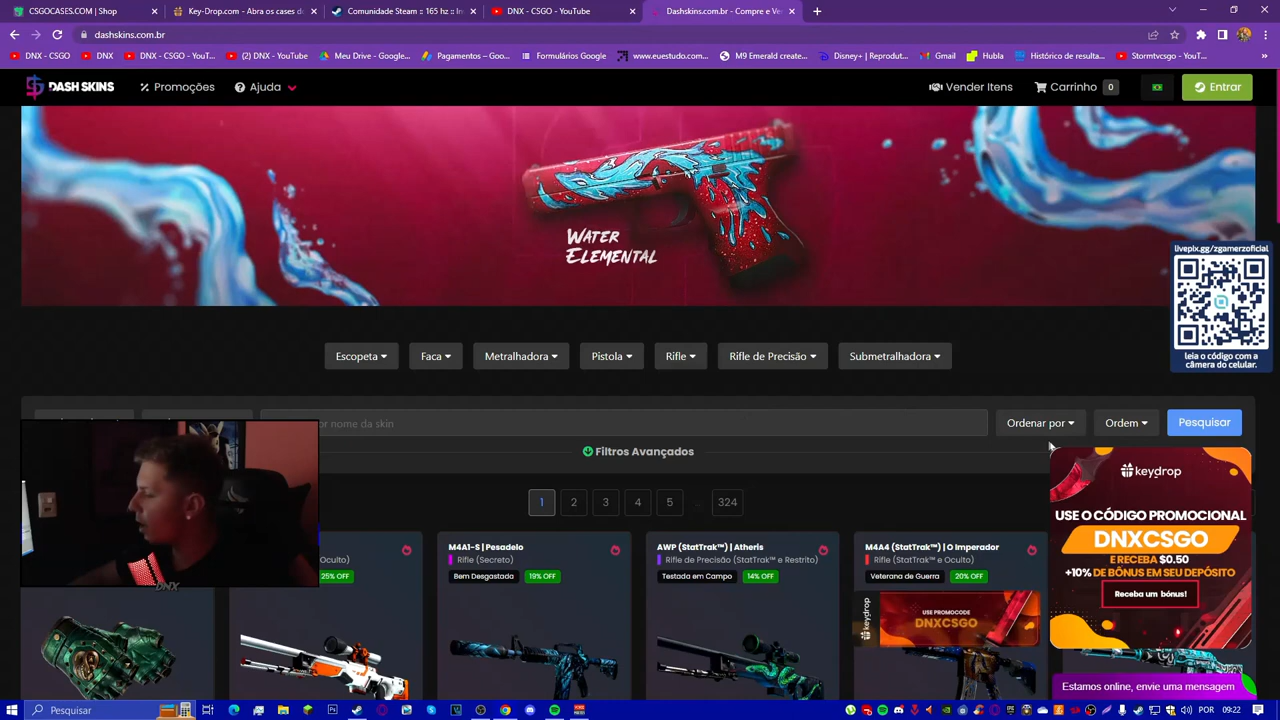 CSGOCASES.COM | Shop
Key-Drop.com - Abra os cases do
Comunidade Steam :: 165 hz :: In
DNX - CSGO - YouTube
Dashskins.com.br - Compre e Ve
dashskins.com.br
DNX - CSGO
DNX - YouTube
DNX - CSGO - YouT...
(2) DNX - YouTube
Meu Drive - Google...
Pagamentos – Goo...
Formulários Google
www.euestudo.com...
M9 Emerald create...
Disney+ | Reprodut...
Gmail
Hubla
Histórico de resulta...
Stormtvcsgo - YouT...
DASH SKINS
Promoções
Ajuda
Vender Itens
Carrinho 0
Entrar
WATER
ELEMENTAL
livepix.gg/zgamerzoficial
leia o código com a
câmera do celular.
Escopeta
Faca
Metralhadora
Pistola
Rifle
Rifle de Precisão
Submetralhadora
nome da skin
Ordenar por
Ordem
Pesquisar
Filtros Avançados
1 2 3 4 5 ... 324
keydrop
USE O CÓDIGO PROMOCIONAL
DNXCSGO
E RECEBA $0.50
+10% DE BÔNUS EM SEU DEPÓSITO
Receba um bónus!
Oculto)
25% OFF
M4A1-S | Pesadelo
Rifle (Secreto)
Bem Desgastada 19% OFF
AWP (StatTrak™) | Atheris
Rifle de Precisão (StatTrak™ e Restrito)
Testada em Campo 14% OFF
M4A4 (StatTrak™) | O Imperador
Rifle (StatTrak™ e Oculto)
Veterana de Guerra 20% OFF
keydrop
USE PROMOCODE
DNXCSGO
DNX
Estamos online, envie uma mensagem
Pesquisar
POR
09:22